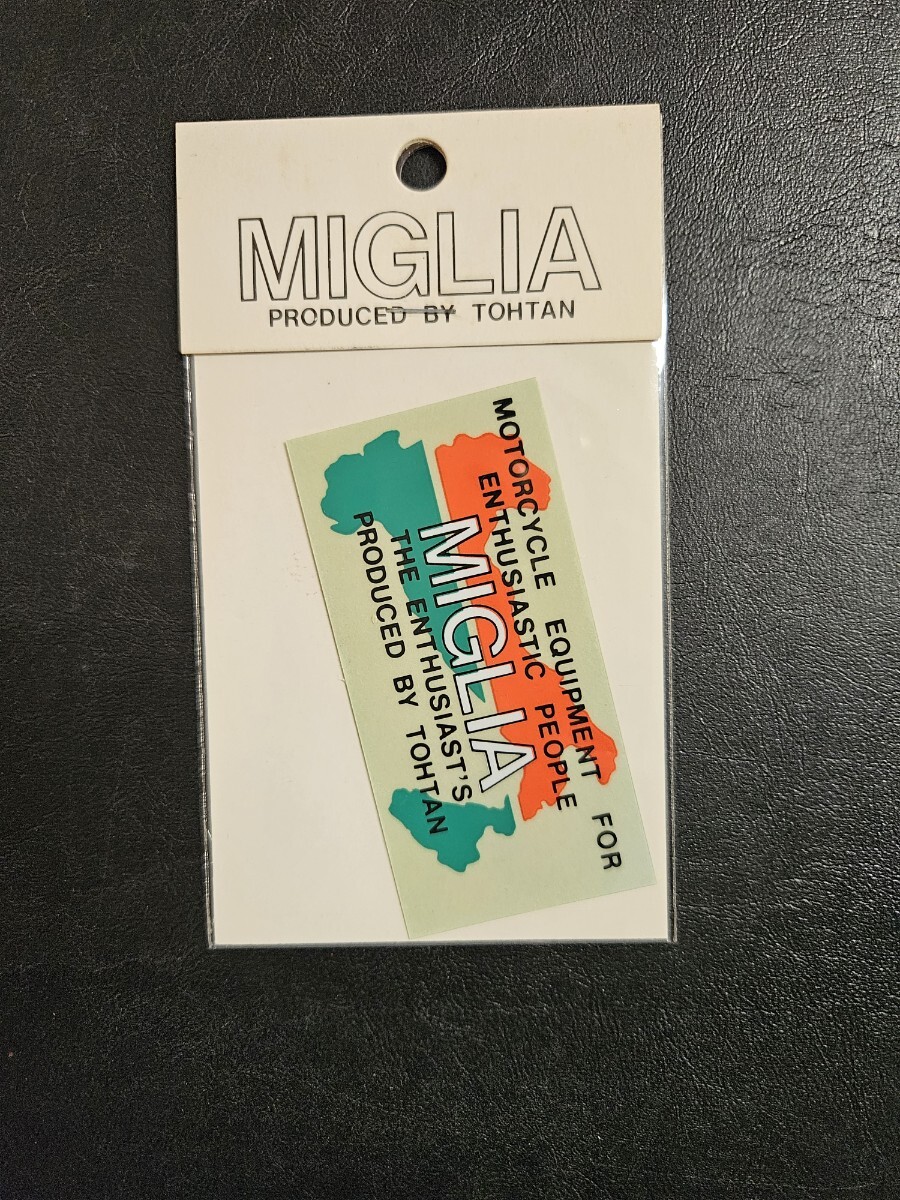 MIGLIA
PRODUCED BY TOHTAN
MOTORCYCLE EQUIPMENT FOR
ENTHUSIASTIC PEOPLE
MIGLIA
THE ENTHUSIAST'S
PRODUCED BY TOHTAN